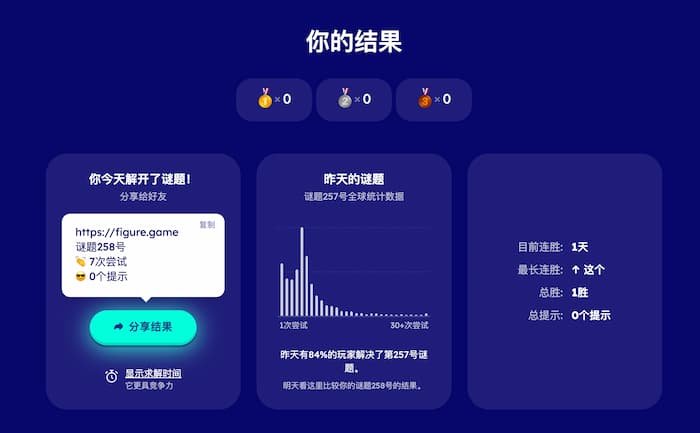 你的结果
🥇 × 0
🥈 × 0
🥉 × 0
你今天解开了谜题！
分享给好友
复制
https://figure.game
谜题258号
👏 7次尝试
😎 0个提示
分享结果
显示求解时间
它更具竞争力
昨天的谜题
谜题257号全球统计数据
1次尝试
30+次尝试
昨天有84%的玩家解决了第257号谜
题。
明天看这里比较你的谜题258号的结果。
目前连胜: 1天
最长连胜: ↑ 这个
总胜: 1胜
总提示: 0个提示